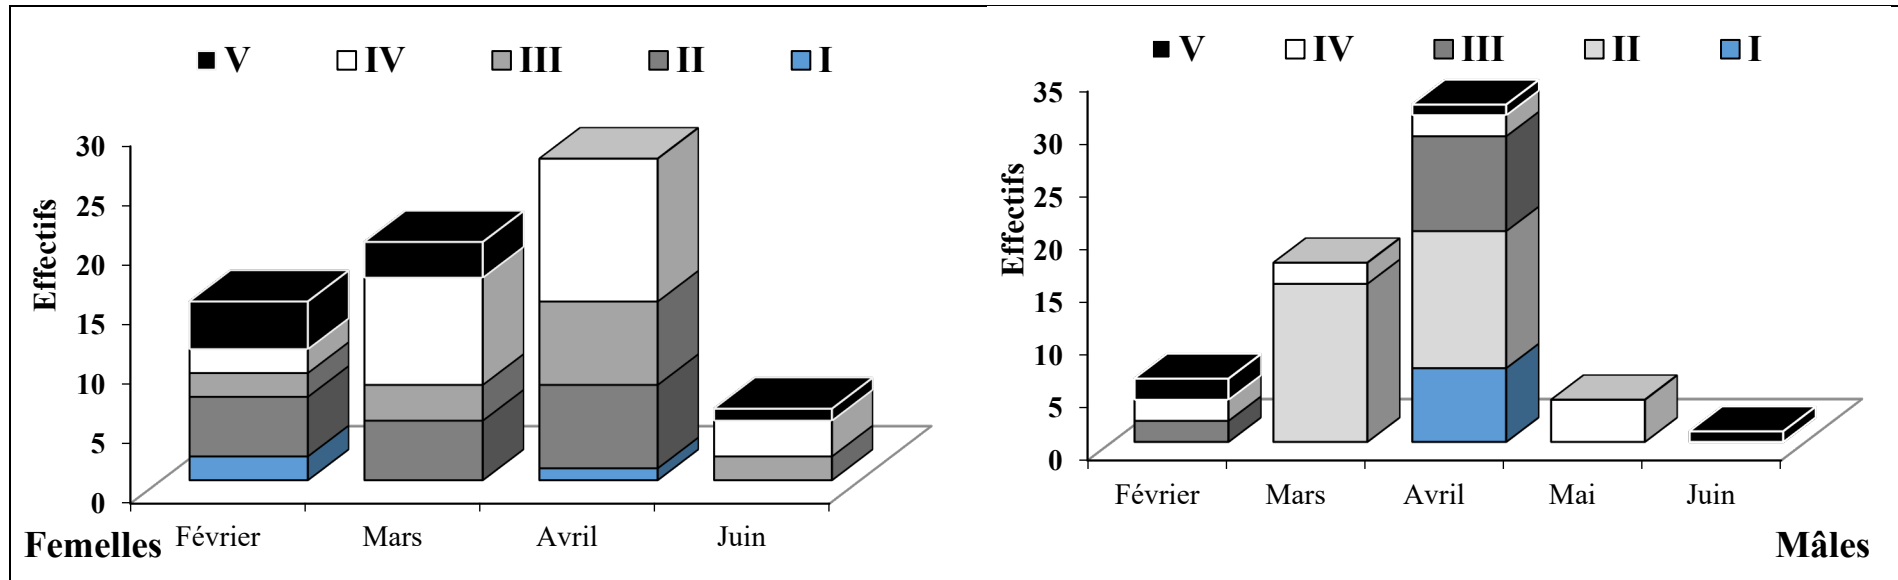 V IV III II I
30
25
20
15
10
5
0
Effectifs
Février Mars Avril Juin
Femelles
V IV III II I
35
30
25
20
15
10
5
0
Effectifs
Février Mars Avril Mai Juin
Mâles